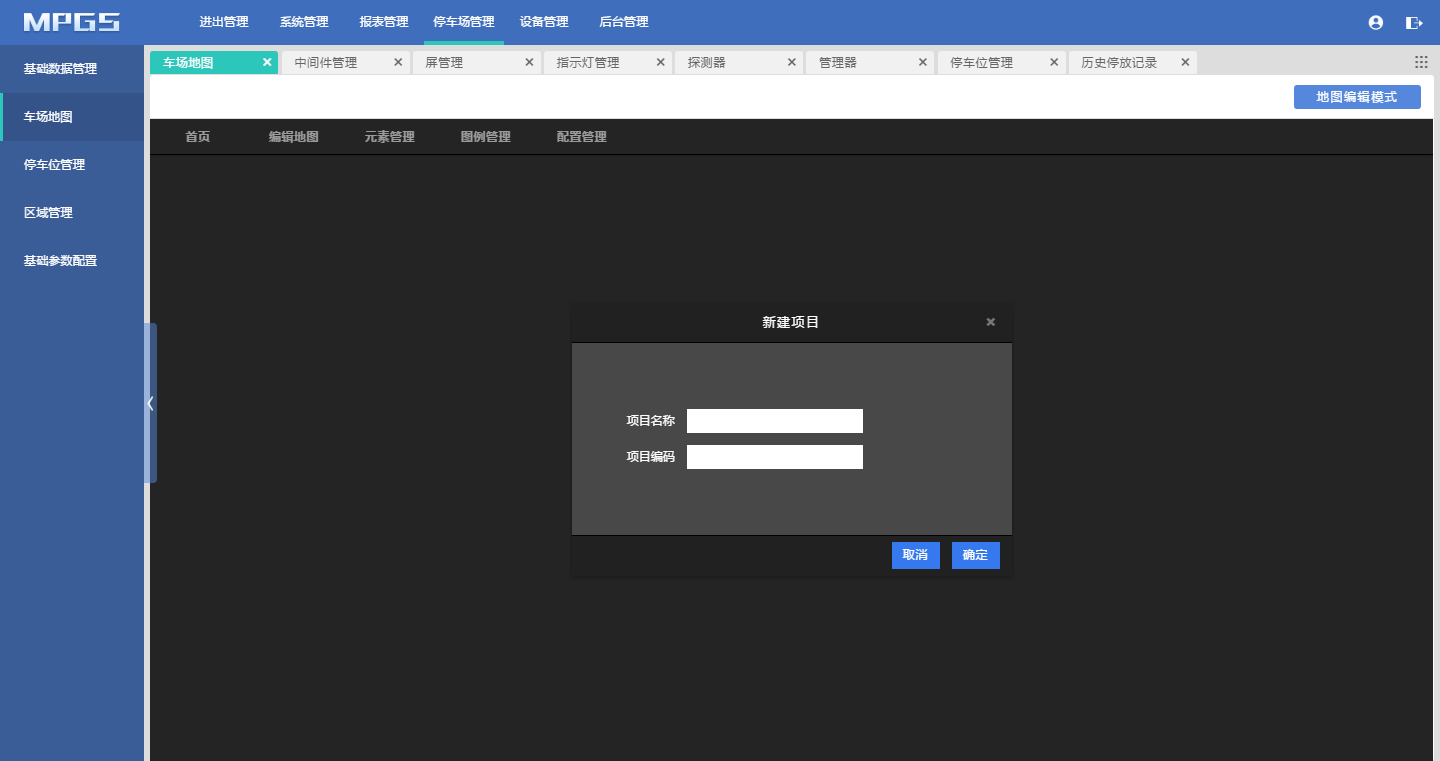 MPGS 进出管理 系统管理 报表管理 停车场管理 设备管理 后台管理
基础数据管理
车场地图
停车位管理
区域管理
基础参数配置
车场地图 中间件管理 屏管理 指示灯管理 探测器 管理器 停车位管理 历史停放记录
地图编辑模式
首页 编辑地图 元素管理 图例管理 配置管理
新建项目
项目名称
项目编码
取消 确定